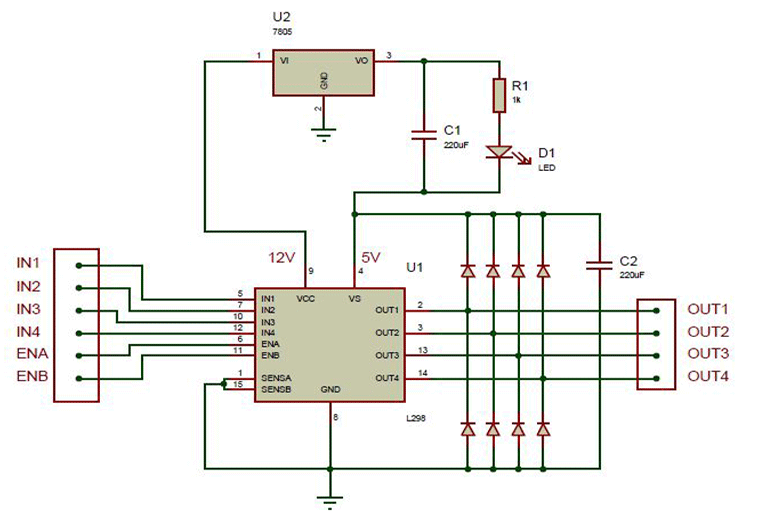 U2
7805
1 VI VO 3
GND
2
R1
1k
C1
220uF
D1
LED
12V 5V
9 4
U1
C2
220uF
IN1
IN2
IN3
IN4
ENA
ENB
5 IN1 VCC VS OUT1 2
7 IN2
10 IN3 OUT2 3
12 IN4
6 ENA OUT3 13
11 ENB
1 SENSA OUT4 14
15 SENSB GND
8
L298
OUT1
OUT2
OUT3
OUT4